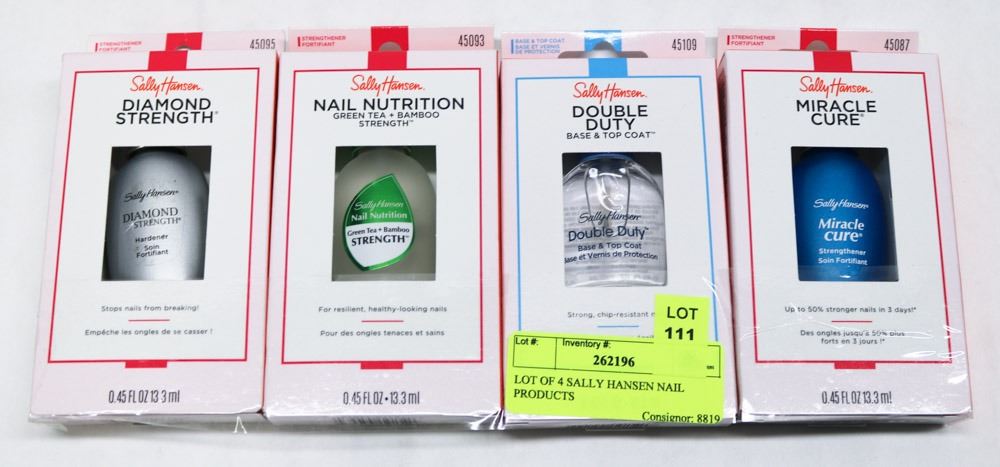 STRENGTHENER
FORTIFIANT
45095
Sally Hansen.
DIAMOND
STRENGTH®
Sally Hansen®
DIAMOND
STRENGTH®
Hardener
Soin
Fortifiant
Stops nails from breaking!
Empêche les ongles de se casser !
0.45 FL OZ 13.3 ml
STRENGTHENER
FORTIFIANT
45093
Sally Hansen.
NAIL NUTRITION
GREEN TEA + BAMBOO
STRENGTH™
Sally Hansen®
Nail Nutrition
Green Tea + Bamboo
STRENGTH™
For resilient, healthy-looking nails
Pour des ongles tenaces et sains
0.45 FL OZ • 13.3 ml
BASE & TOP COAT
BASE ET VERNIS
DE PROTECTION
45109
Sally Hansen.
DOUBLE
DUTY
BASE & TOP COAT™
Sally Hansen®
Double Duty™
Base & Top Coat
Base et Vernis de Protection
Strong, chip-resistant
LOT
111
Lot #:
Inventory #:
262196
LOT OF 4 SALLY HANSEN NAIL
PRODUCTS
Consignor: 8819
STRENGTHENER
FORTIFIANT
45087
Sally Hansen.
MIRACLE
CURE®
Sally Hansen®
Miracle
cure®
Strengthener
Soin Fortifiant
Up to 50% stronger nails in 3 days!*
Des ongles jusqu'à 50% plus
forts en 3 jours !*
0.45 FL OZ • 13.3 ml